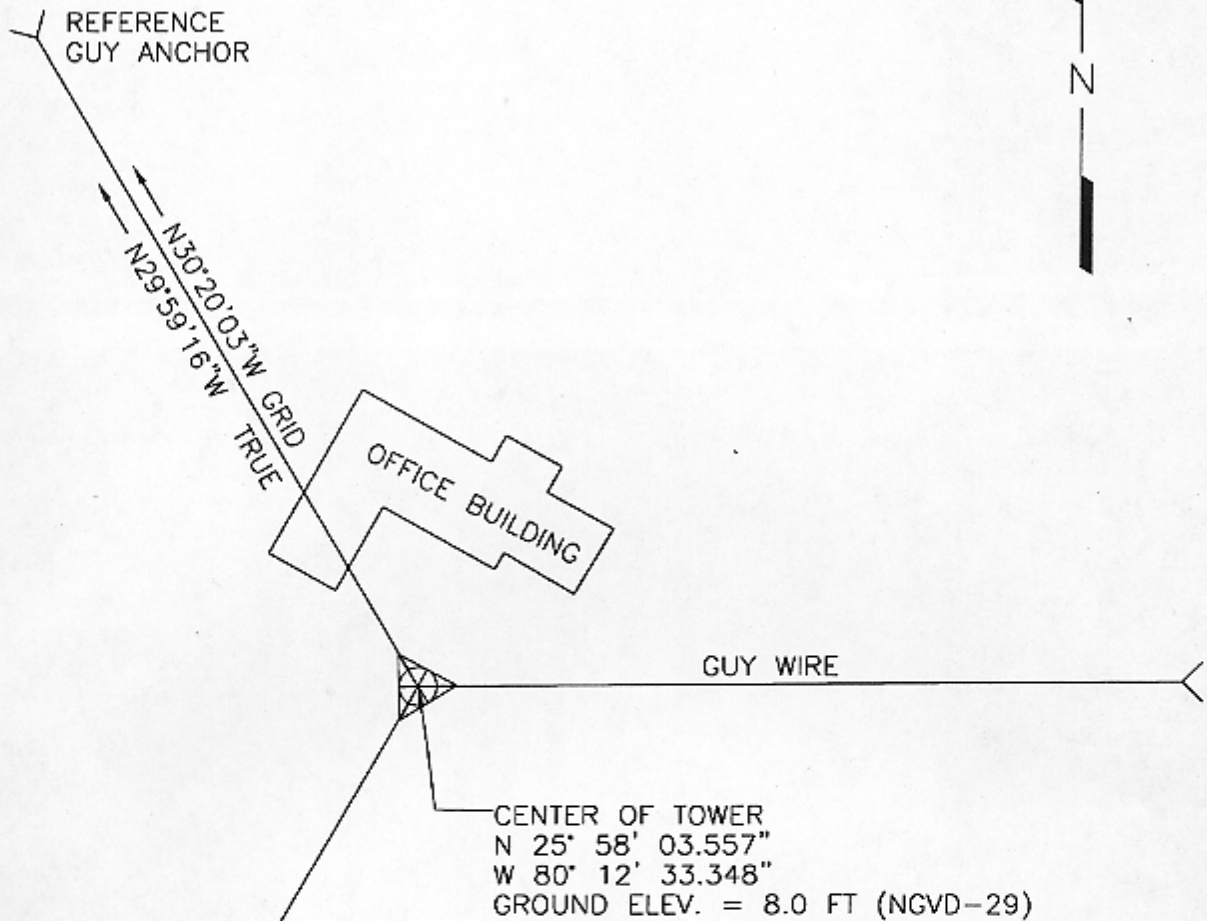 REFERENCE
GUY ANCHOR
N
N30°20'03"W GRID
N29°59'16"W TRUE
OFFICE BUILDING
GUY WIRE
CENTER OF TOWER
N 25° 58' 03.557"
W 80° 12' 33.348"
GROUND ELEV. = 8.0 FT (NGVD-29)